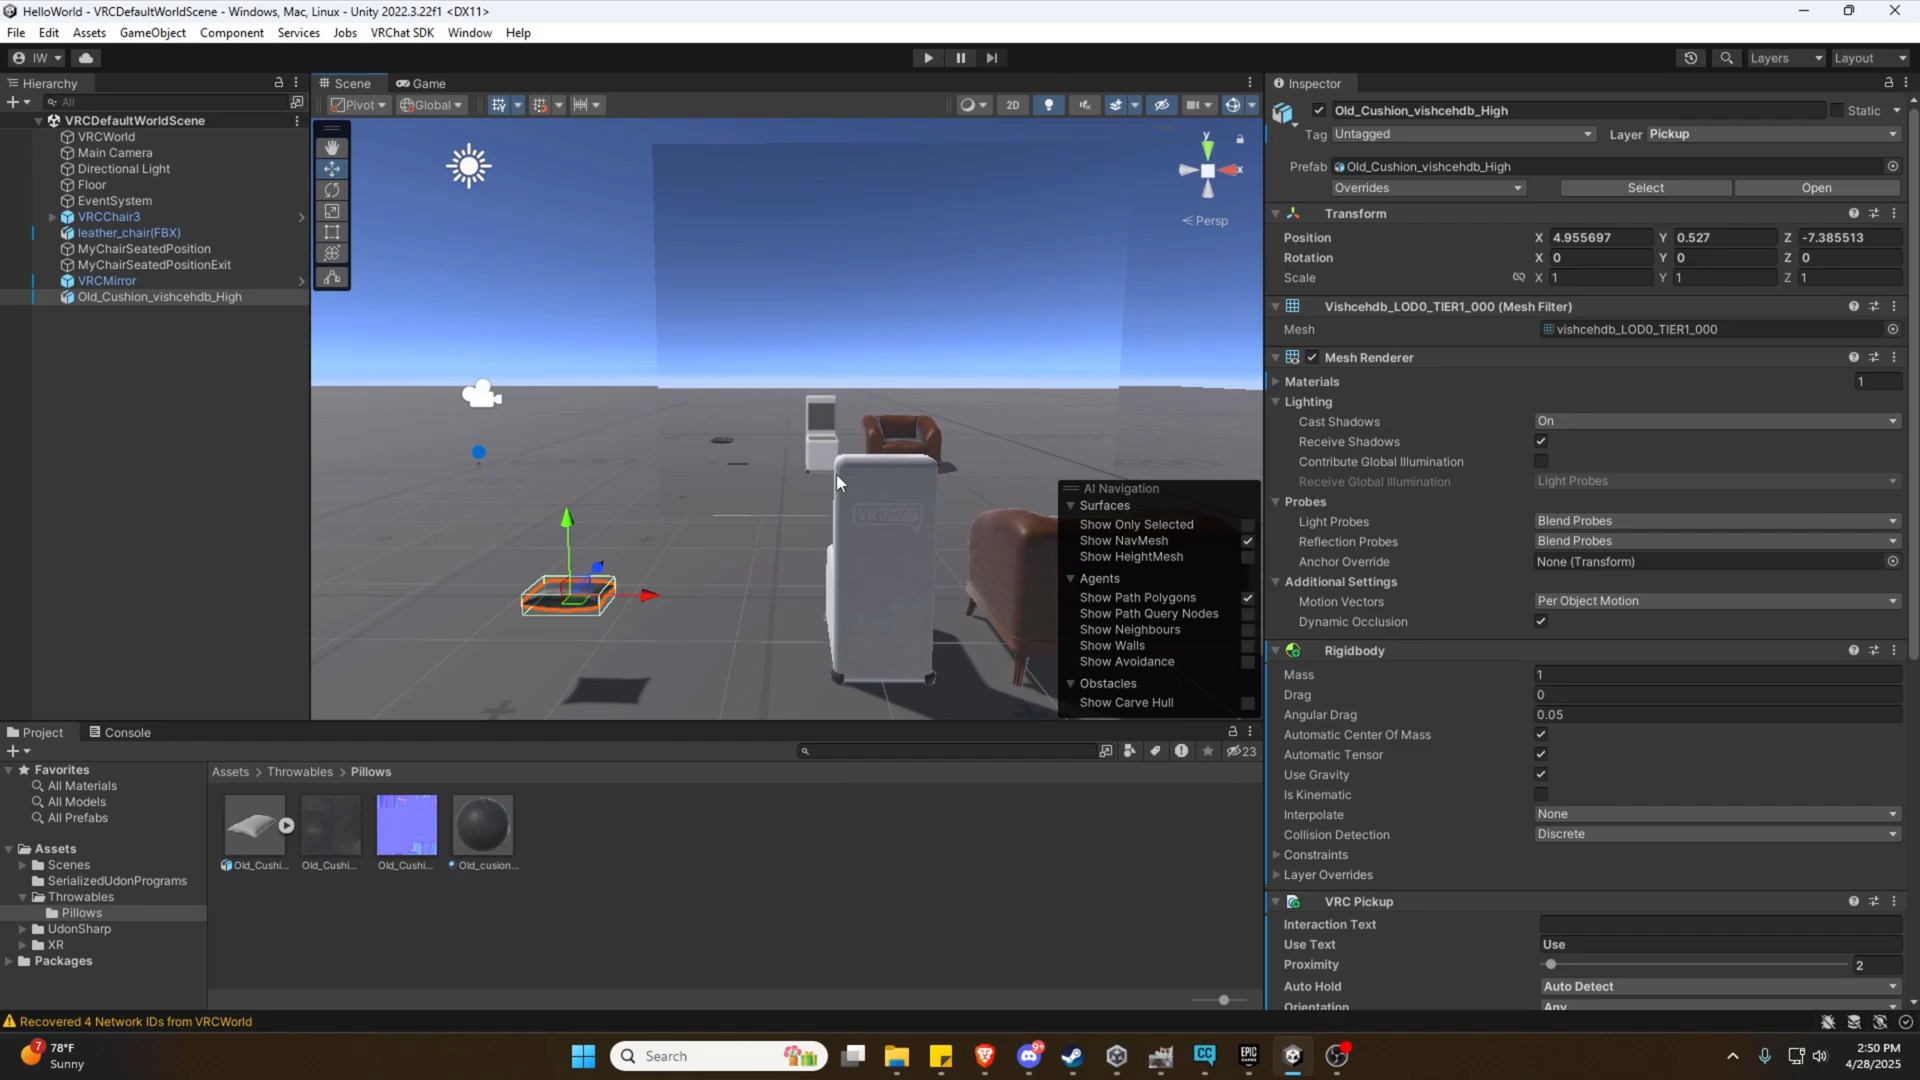 HelloWorld - VRCDefaultWorldScene - Windows, Mac, Linux - Unity 2022.3.22f1 <DX11>
File Edit Assets GameObject Component Services Jobs VRChat SDK Window Help
IW Layers Layout
Hierarchy
All
VRCDefaultWorldScene
VRCWorld
Main Camera
Directional Light
Floor
EventSystem
VRCChair3
leather_chair(FBX)
MyChairSeatedPosition
MyChairSeatedPositionExit
VRCMirror
Old_Cushion_vishcehdb_High
Scene Game
Pivot Global 2D
y
x
Persp
VRCHAT
AI Navigation
Surfaces
Show Only Selected
Show NavMesh
Show HeightMesh
Agents
Show Path Polygons
Show Path Query Nodes
Show Neighbours
Show Walls
Show Avoidance
Obstacles
Show Carve Hull
Inspector
Old_Cushion_vishcehdb_High Static
Tag Untagged Layer Pickup
Prefab Old_Cushion_vishcehdb_High
Overrides Select Open
Transform
Position X 4.955697 Y 0.527 Z -7.385513
Rotation X 0 Y 0 Z 0
Scale X 1 Y 1 Z 1
Vishcehdb_LOD0_TIER1_000 (Mesh Filter)
Mesh vishcehdb_LOD0_TIER1_000
Mesh Renderer
Materials 1
Lighting
Cast Shadows On
Receive Shadows
Contribute Global Illumination
Receive Global Illumination Light Probes
Probes
Light Probes Blend Probes
Reflection Probes Blend Probes
Anchor Override None (Transform)
Additional Settings
Motion Vectors Per Object Motion
Dynamic Occlusion
Rigidbody
Mass 1
Drag 0
Angular Drag 0.05
Automatic Center Of Mass
Automatic Tensor
Use Gravity
Is Kinematic
Interpolate None
Collision Detection Discrete
Constraints
Layer Overrides
VRC Pickup
Interaction Text
Use Text Use
Proximity 2
Auto Hold Auto Detect
Orientation Any
Project Console
23
Favorites
All Materials
All Models
All Prefabs
Assets
Scenes
SerializedUdonPrograms
Throwables
Pillows
UdonSharp
XR
Packages
Assets > Throwables > Pillows
Old_Cushi... Old_Cushi... Old_Cushi... Old_cusion...
Recovered 4 Network IDs from VRCWorld
7
78°F
Sunny
Search
9+
CC
EPIC GAMES
2:50 PM
4/28/2025